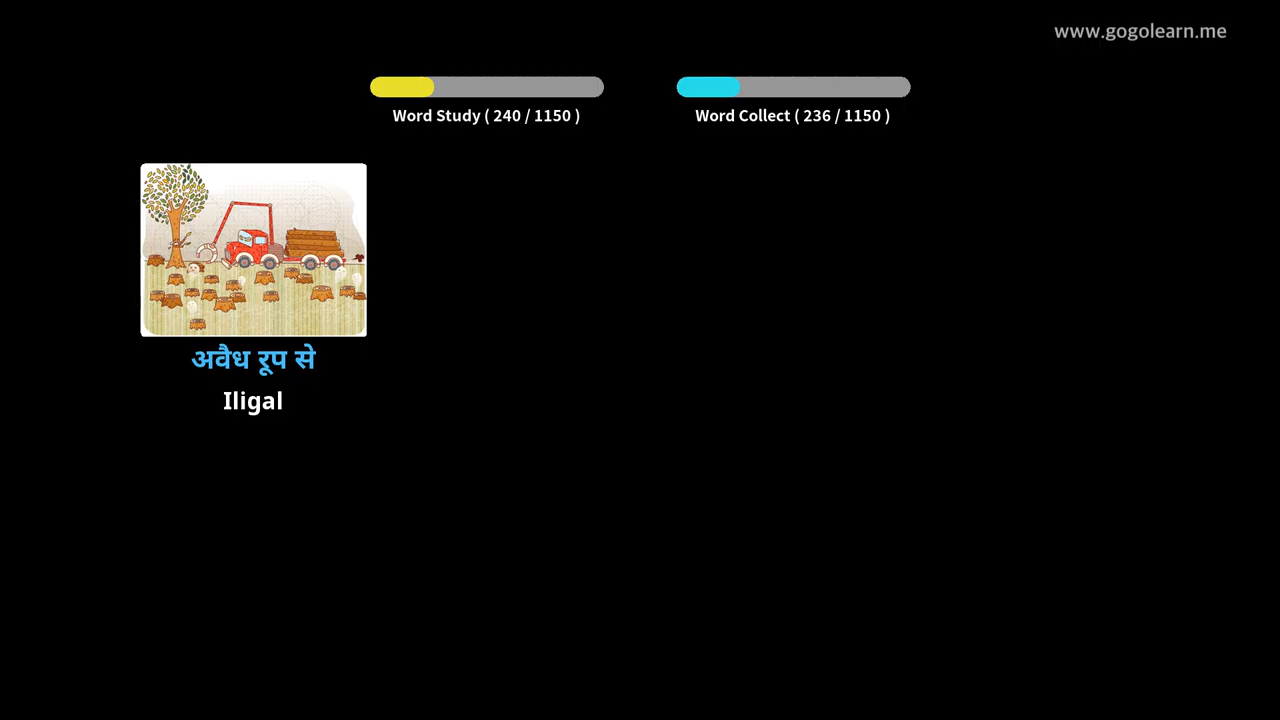 www.gogolearn.me
Word Study ( 240 / 1150 )
Word Collect ( 236 / 1150 )
अवैध रूप से
Iligal